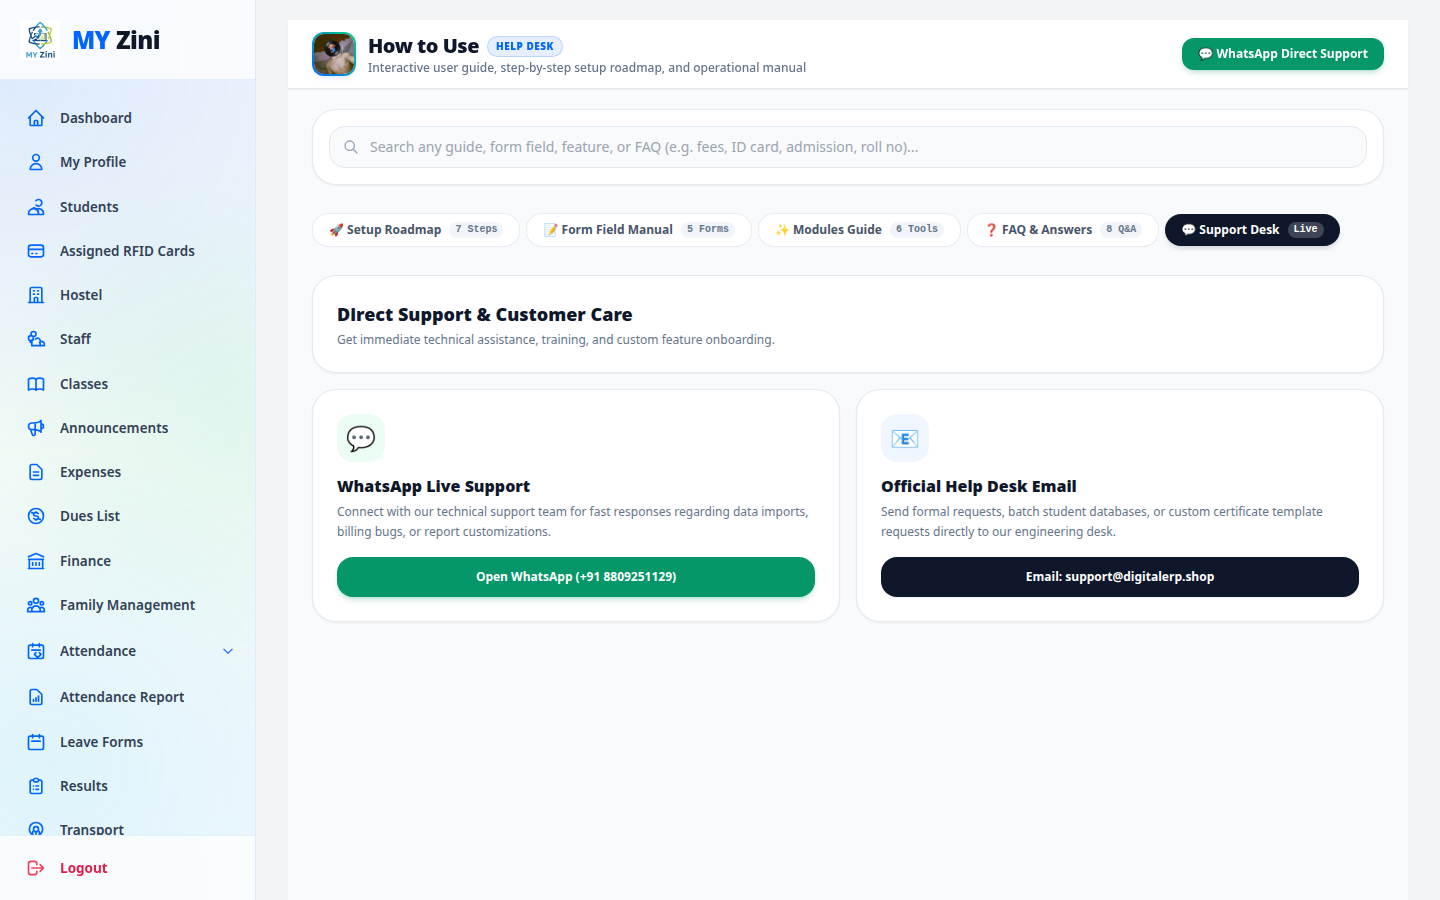 MY Zini
MY Zini
Dashboard
My Profile
Students
Assigned RFID Cards
Hostel
Staff
Classes
Announcements
Expenses
Dues List
Finance
Family Management
Attendance
Attendance Report
Leave Forms
Results
Transport
Logout
How to Use
HELP DESK
Interactive user guide, step-by-step setup roadmap, and operational manual
💬 WhatsApp Direct Support
Search any guide, form field, feature, or FAQ (e.g. fees, ID card, admission, roll no)...
🚀 Setup Roadmap 7 Steps
📝 Form Field Manual 5 Forms
✨ Modules Guide 6 Tools
❓ FAQ & Answers 8 Q&A
💬 Support Desk Live
Direct Support & Customer Care
Get immediate technical assistance, training, and custom feature onboarding.
WhatsApp Live Support
Connect with our technical support team for fast responses regarding data imports,
billing bugs, or report customizations.
Open WhatsApp (+91 8809251129)
Official Help Desk Email
Send formal requests, batch student databases, or custom certificate template
requests directly to our engineering desk.
Email: support@digitalerp.shop